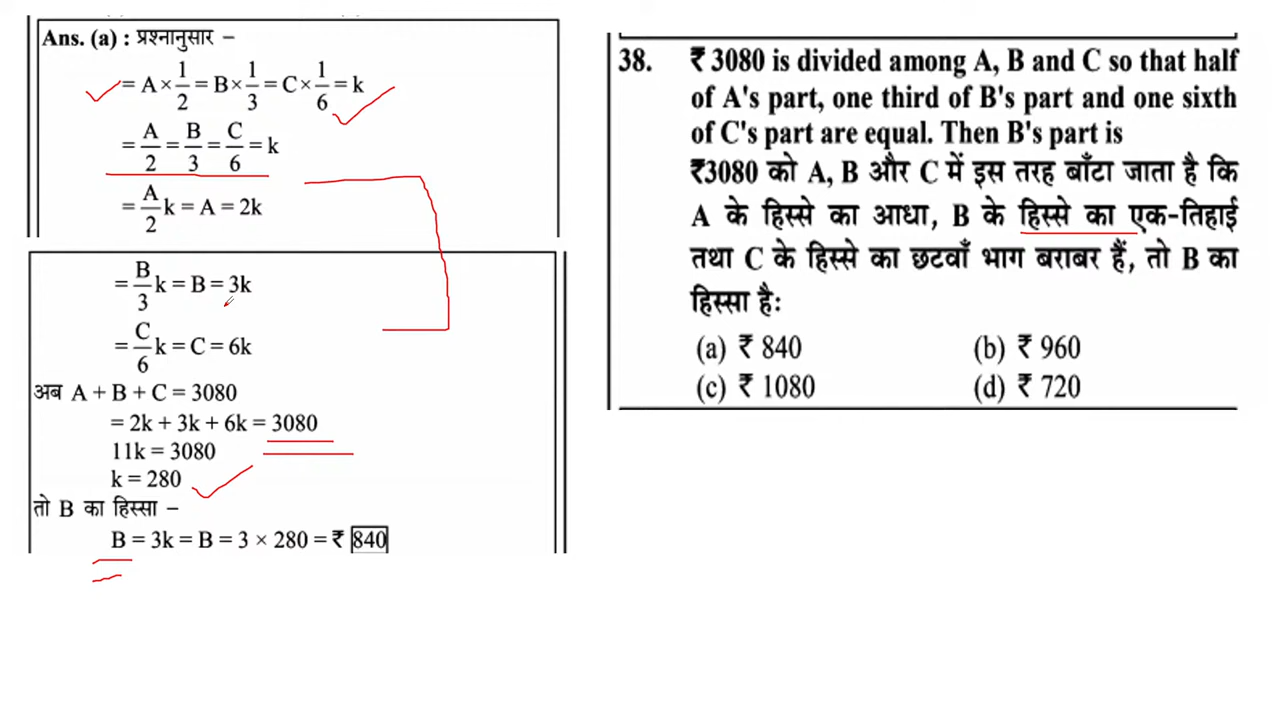 Ans. (a) : प्रश्नानुसार –
= A × 1/2 = B × 1/3 = C × 1/6 = k
= A/2 = B/3 = C/6 = k
= A/2 k = A = 2k
= B/3 k = B = 3k
= C/6 k = C = 6k
अब A + B + C = 3080
= 2k + 3k + 6k = 3080
11k = 3080
k = 280
तो B का हिस्सा –
B = 3k = B = 3 × 280 = ₹ 840
38. ₹ 3080 is divided among A, B and C so that half
of A's part, one third of B's part and one sixth
of C's part are equal. Then B's part is
₹3080 को A, B और C में इस तरह बाँटा जाता है कि
A के हिस्से का आधा, B के हिस्से का एक-तिहाई
तथा C के हिस्से का छटवाँ भाग बराबर हैं, तो B का
हिस्सा है:
(a) ₹ 840 (b) ₹ 960
(c) ₹ 1080 (d) ₹ 720